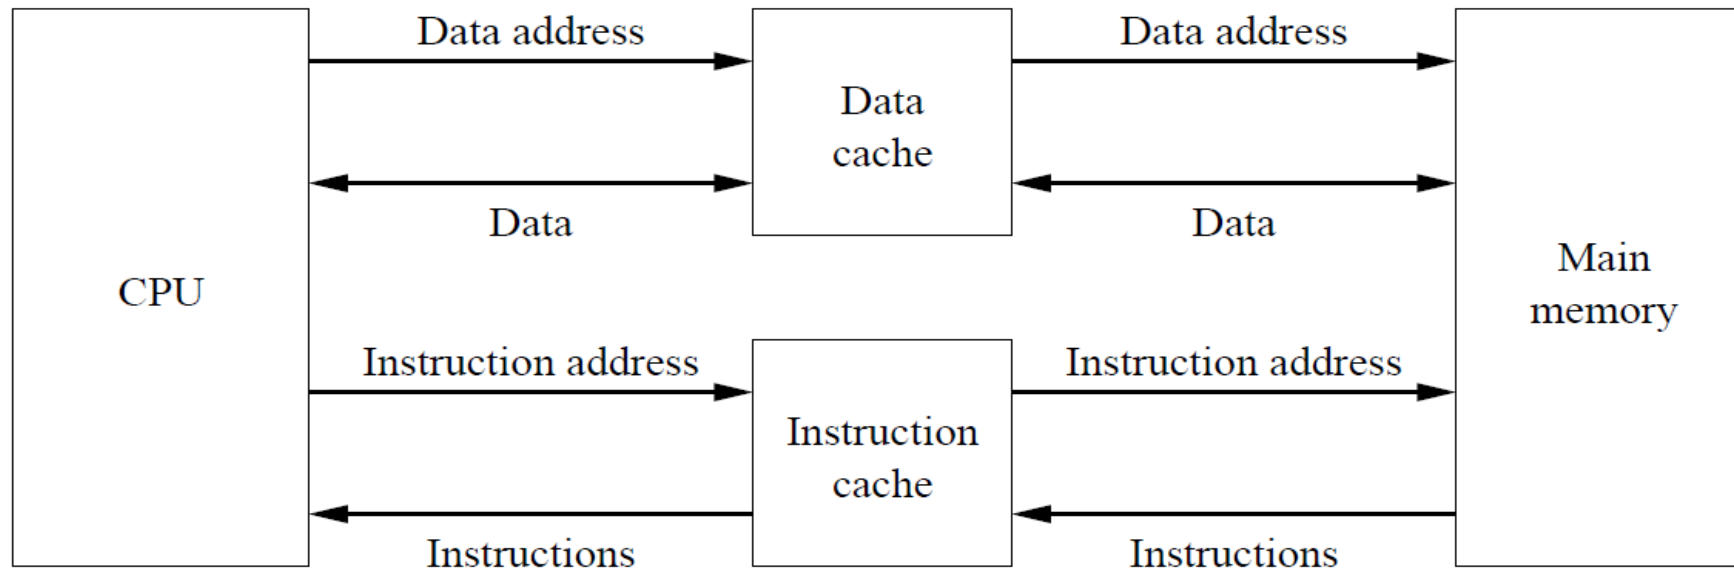 Data address
Data address
Data
cache
Data
Data
CPU
Main
memory
Instruction address
Instruction address
Instruction
cache
Instructions
Instructions